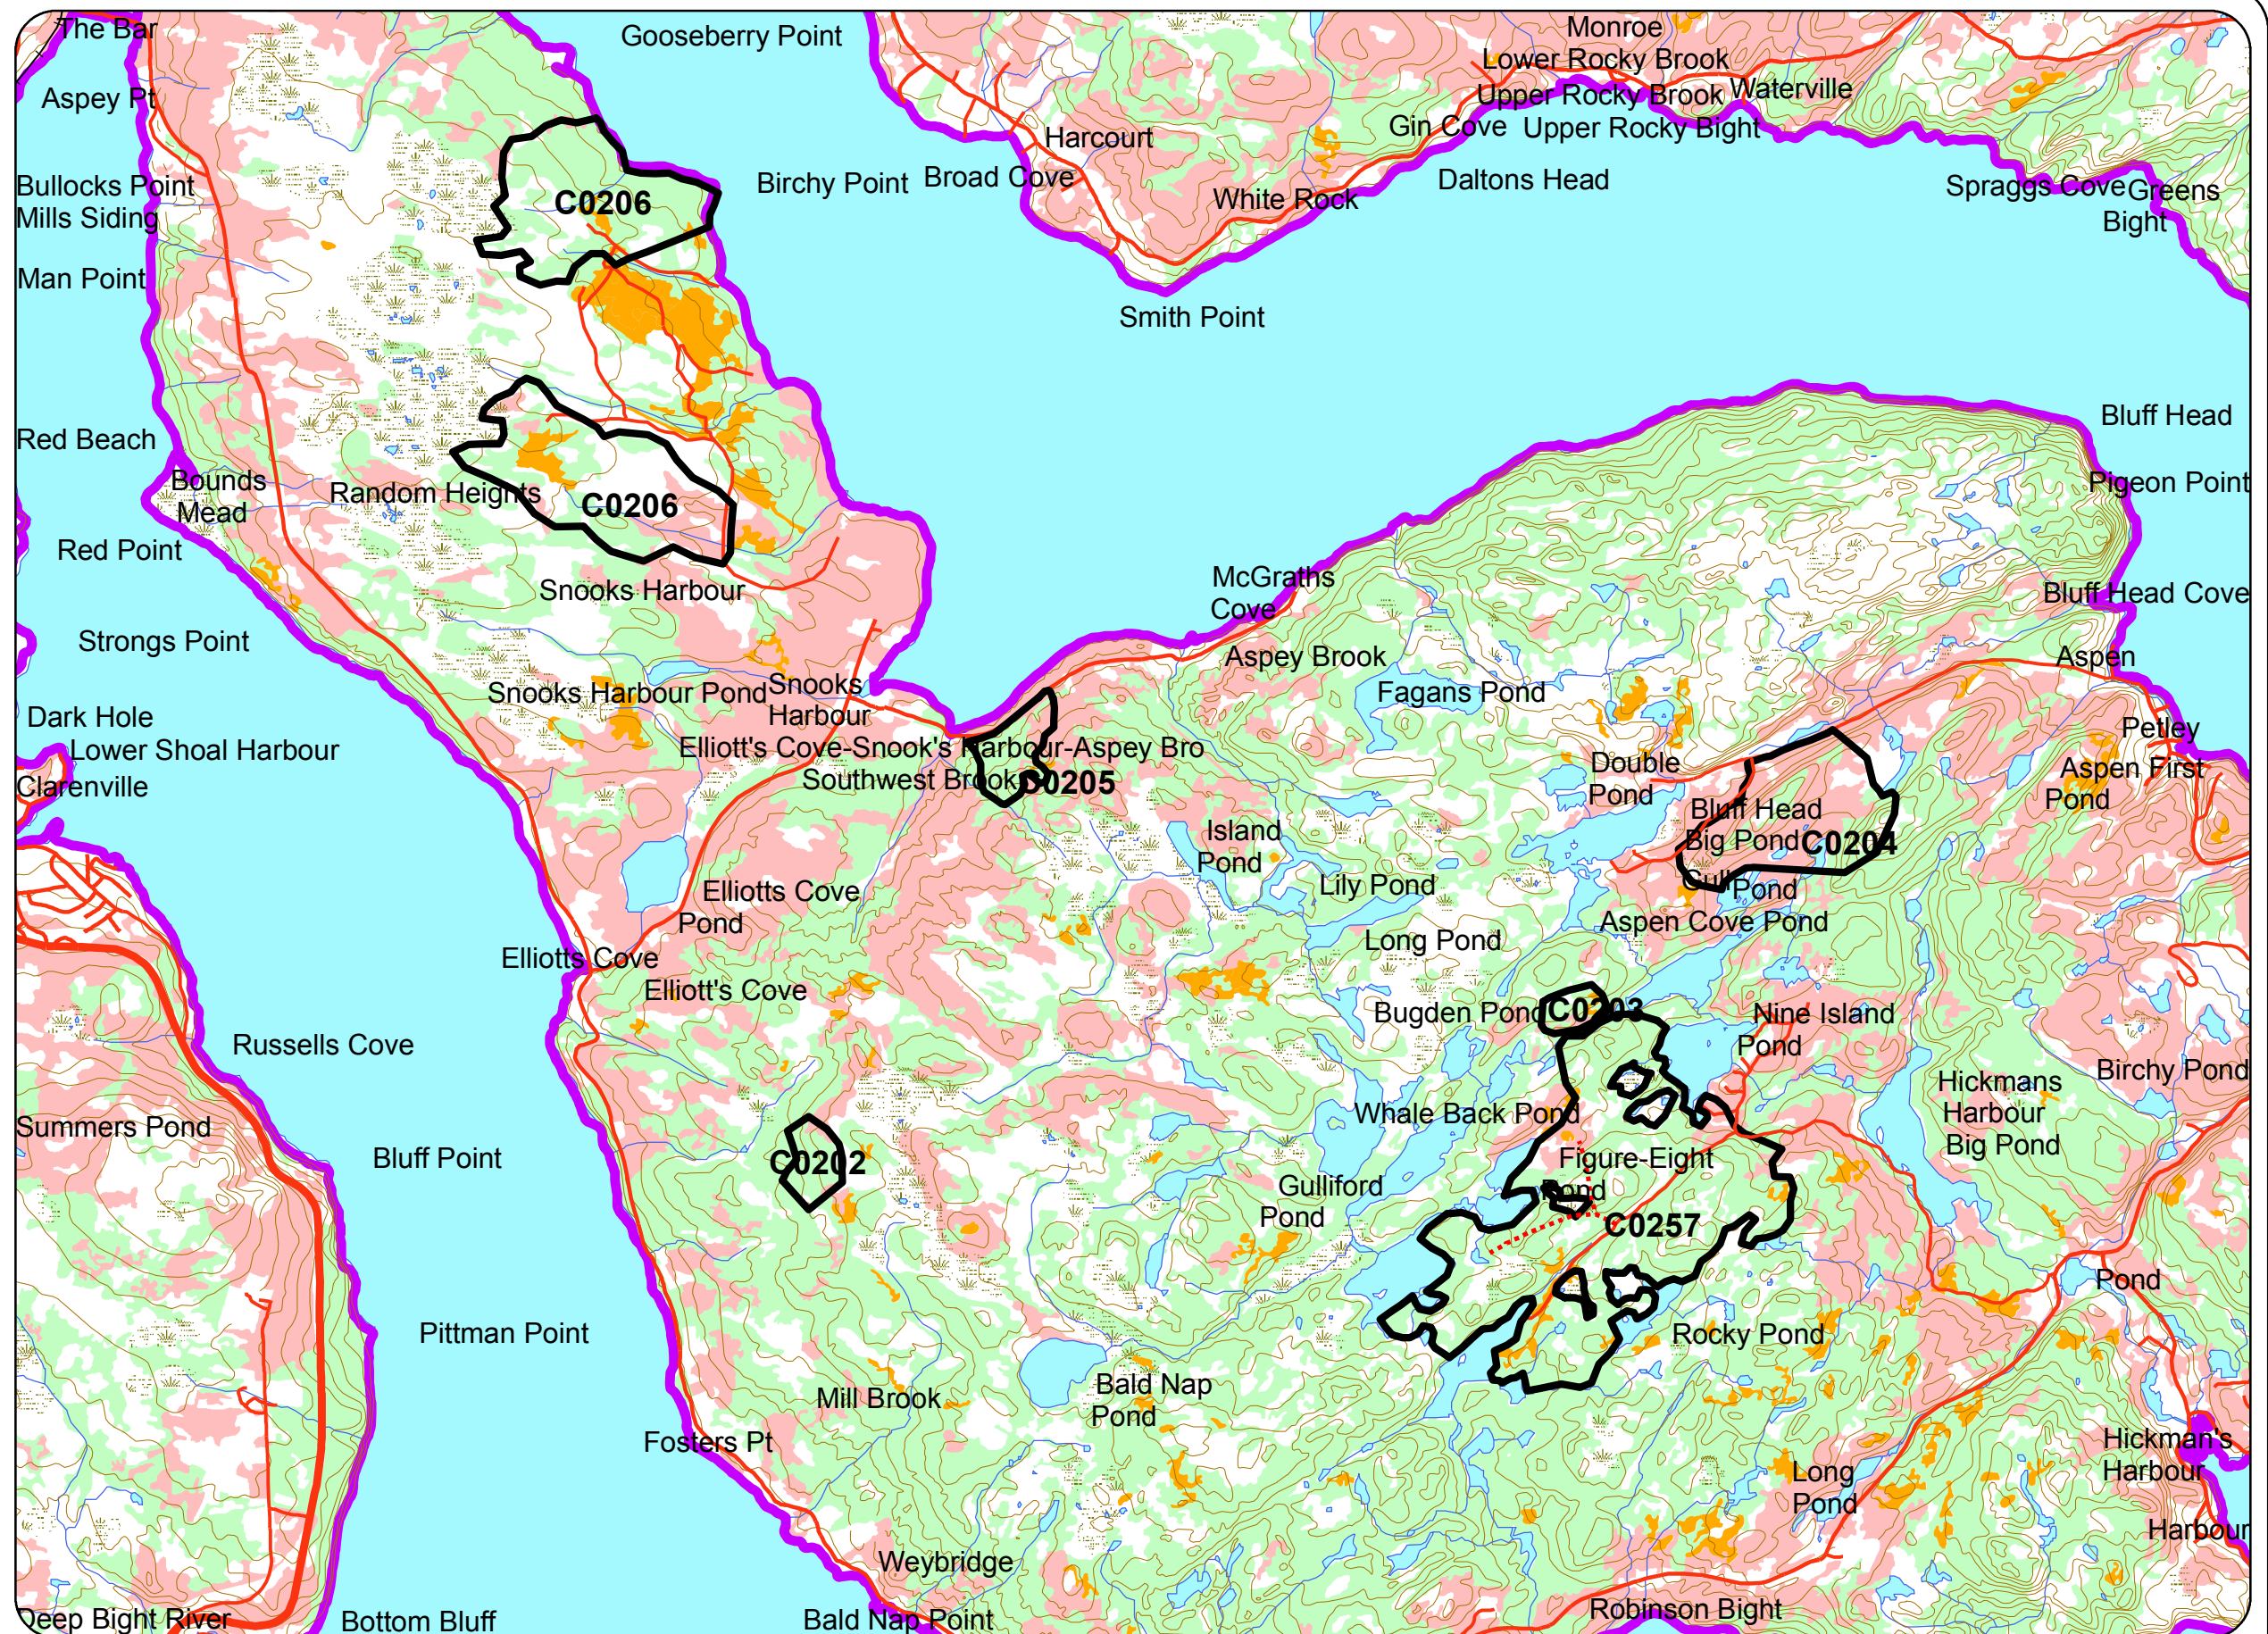 The Bar
Gooseberry Point
Monroe
Lower Rocky Brook
Aspey Pt
Upper Rocky Brook
Waterville
Harcourt
Gin Cove
Upper Rocky Bight
Bullocks Point
Birchy Point
Broad Cove
Daltons Head
Spraggs Cove
Greens
Bight
Mills Siding
C0206
White Rock
Man Point
Smith Point
Red Beach
Bluff Head
Bounds
Mead
Random Heights
C0206
Pigeon Point
Red Point
Snooks Harbour
McGraths
Cove
Bluff Head Cove
Strongs Point
Aspey Brook
Aspen
Snooks Harbour Pond
Snooks
Harbour
Fagans Pond
Dark Hole
Lower Shoal Harbour
Elliott's Cove-Snook's Harbour-Aspey Bro
Petley
Clarenville
Southwest Brook
C0205
Double
Pond
Aspen First
Pond
Bluff Head
Big Pond
C0204
Island
Pond
Elliotts Cove
Pond
Lily Pond
Gull
Pond
Aspen Cove Pond
Long Pond
Elliotts Cove
Elliott's Cove
Bugden Pond
C0203
Nine Island
Pond
Russells Cove
Birchy Pond
Hickmans
Harbour
Big Pond
Summers Pond
Whale Back Pond
Bluff Point
C0202
Figure-Eight
Pond
Gulliford
Pond
C0257
Pond
Pittman Point
Rocky Pond
Mill Brook
Bald Nap
Pond
Fosters Pt
Hickman's
Harbour
Long
Pond
Harbour
Weybridge
Deep Bight River
Bottom Bluff
Bald Nap Point
Robinson Bight